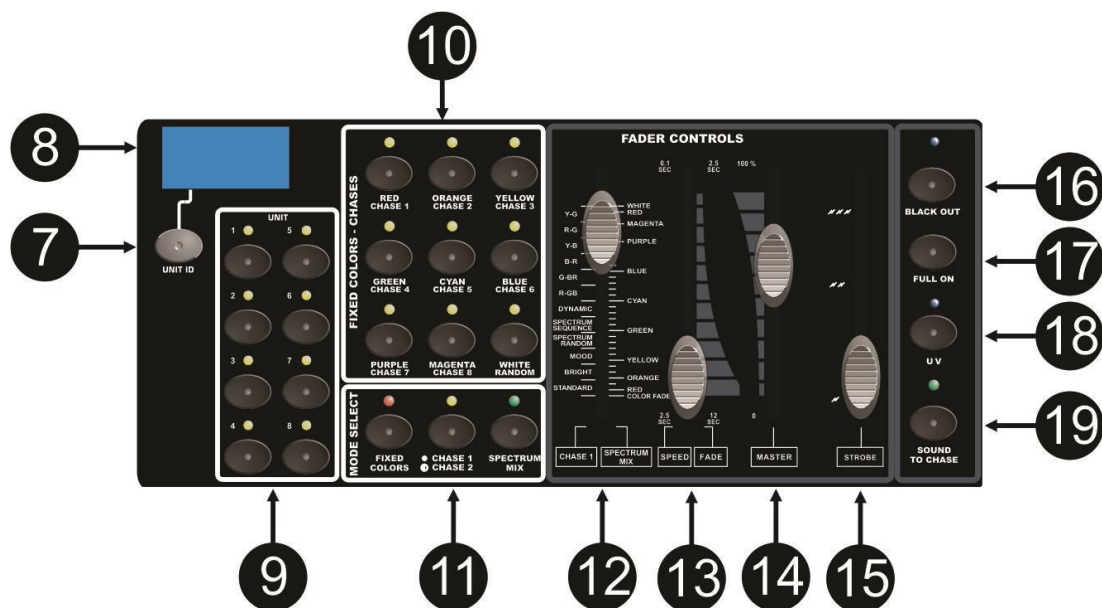 10
8
7
UNIT ID
UNIT
1 5
2 6
3 7
4 8
FIXED COLORS - CHASES
RED
CHASE 1
ORANGE
CHASE 2
YELLOW
CHASE 3
GREEN
CHASE 4
CYAN
CHASE 5
BLUE
CHASE 6
PURPLE
CHASE 7
MAGENTA
CHASE 8
WHITE
RANDOM
MODE SELECT
FIXED
COLORS
CHASE 1
CHASE 2
SPECTRUM
MIX
FADER CONTROLS
0.1
SEC
2.5
SEC
100 %
Y-G
R-G
Y-B
B-R
G-BR
R-GB
DYNAMIC
SPECTRUM
SEQUENCE
SPECTRUM
RANDOM
MOOD
BRIGHT
STANDARD
WHITE
RED
MAGENTA
PURPLE
BLUE
CYAN
GREEN
YELLOW
ORANGE
RED
COLOR FADE
2.5
SEC
12
SEC
0
CHASE 1
SPECTRUM
MIX
SPEED
FADE
MASTER
STROBE
BLACK OUT
FULL ON
UV
SOUND
TO CHASE
16
17
18
19
9
11
12
13
14
15